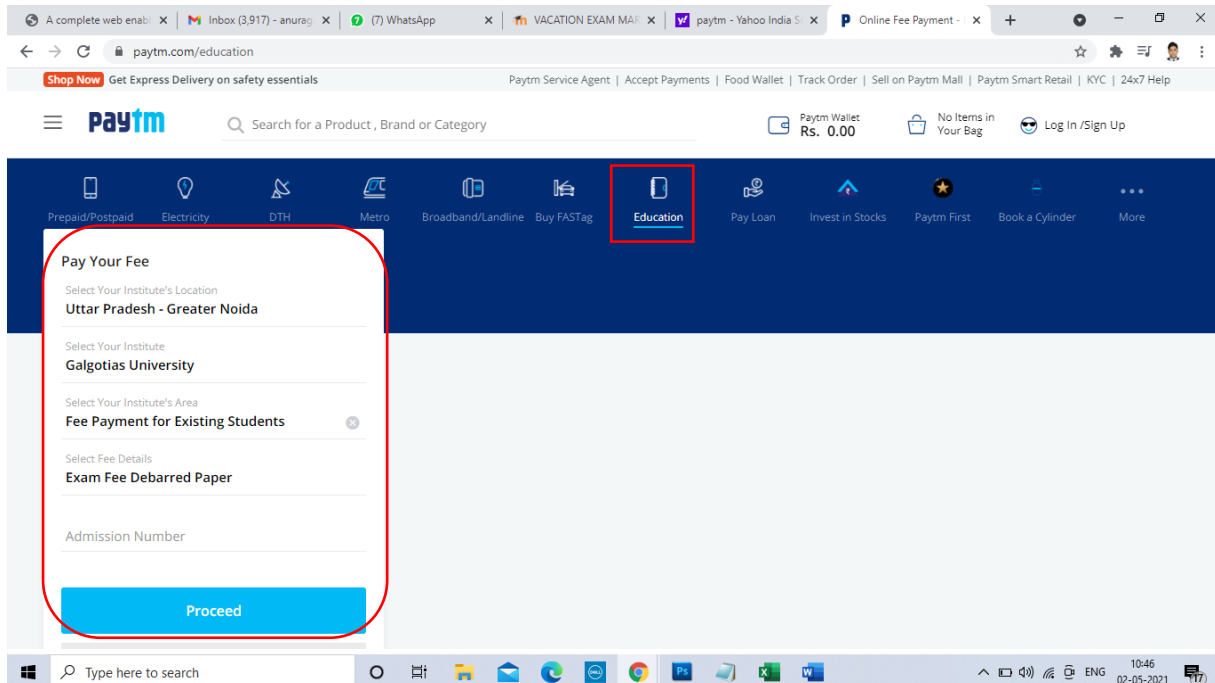 A complete web enabl
Inbox (3,917) - anurag
(7) WhatsApp
VACATION EXAM MAR
paytm - Yahoo India S
Online Fee Payment -
paytm.com/education
Shop Now Get Express Delivery on safety essentials
Paytm Service Agent | Accept Payments | Food Wallet | Track Order | Sell on Paytm Mall | Paytm Smart Retail | KYC | 24x7 Help
paytm
Search for a Product , Brand or Category
Paytm Wallet
Rs. 0.00
No Items in
Your Bag
Log In /Sign Up
Prepaid/Postpaid
Electricity
DTH
Metro
Broadband/Landline
Buy FASTag
Education
Pay Loan
Invest in Stocks
Paytm First
Book a Cylinder
More
Pay Your Fee
Select Your Institute's Location
Uttar Pradesh - Greater Noida
Select Your Institute
Galgotias University
Select Your Institute's Area
Fee Payment for Existing Students
Select Fee Details
Exam Fee Debarred Paper
Admission Number
Proceed
Type here to search
DELL
Ps
ENG
10:46
02-05-2021
17